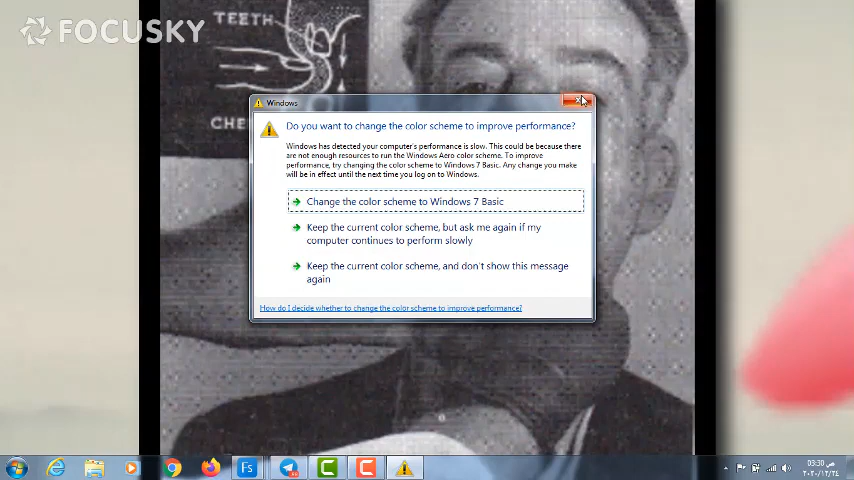 FOCUSKY
TEETH
Windows
Do you want to change the color scheme to improve performance?
Windows has detected your computer's performance is slow. This could be because there
are not enough resources to run the Windows Aero color scheme. To improve
performance, try changing the color scheme to Windows 7 Basic. Any change you make
will be in effect until the next time you log on to Windows.
Change the color scheme to Windows 7 Basic
Keep the current color scheme, but ask me again if my
computer continues to perform slowly
Keep the current color scheme, and don't show this message
again
How do I decide whether to change the color scheme to improve performance?
Fs
C
C
03:30 ص
٢٠٢٠/١٢/٢٤